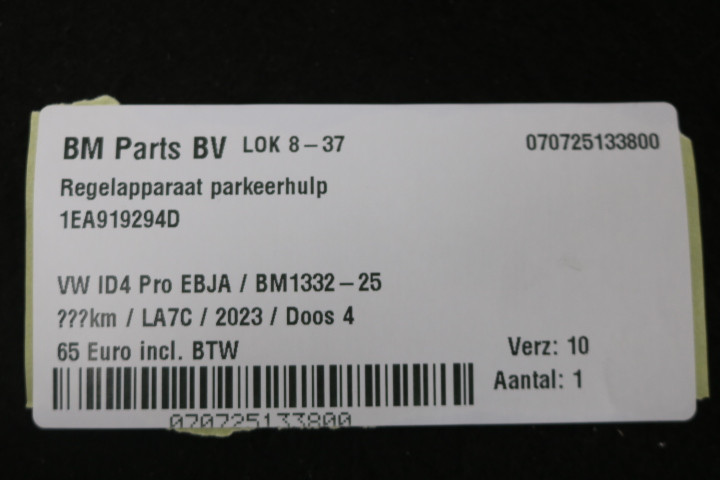 BM Parts BV LOK 8-37 070725133800
Regelapparaat parkeerhulp
1EA919294D
VW ID4 Pro EBJA / BM1332-25
???km / LA7C / 2023 / Doos 4
65 Euro incl. BTW Verz: 10
Aantal: 1
070725133800